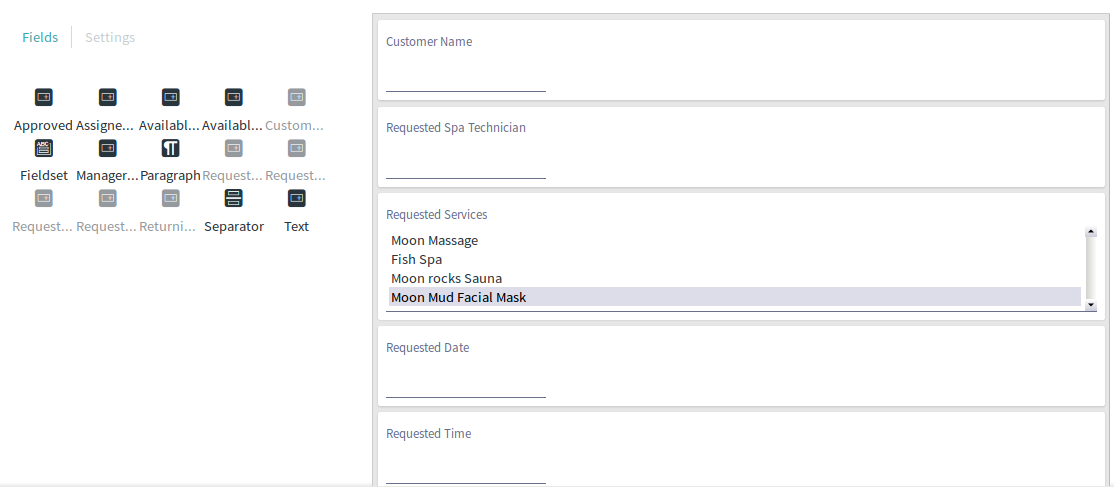 Fields Settings
Approved Assigne... Availabl... Availabl... Custom...
ABC
Fieldset Manager... Paragraph Request... Request...
Request... Request... Returni... Separator Text
Customer Name
Requested Spa Technician
Requested Services
Moon Massage
Fish Spa
Moon rocks Sauna
Moon Mud Facial Mask
Requested Date
Requested Time